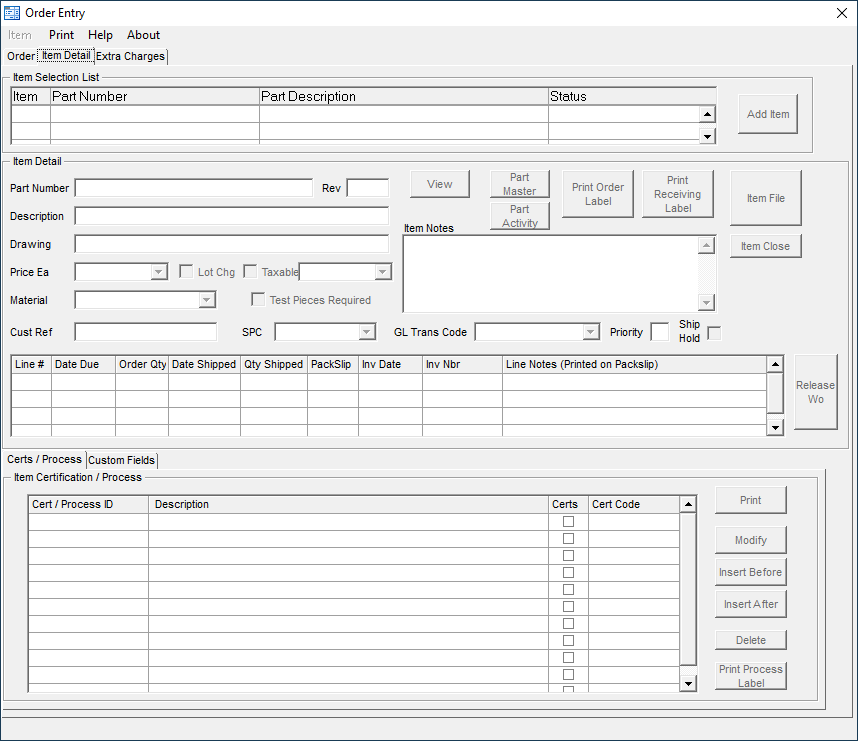 Order Entry
Item Print Help About
Order Item Detail Extra Charges
Item Selection List
Item Part Number Part Description Status
Add Item
Item Detail
Part Number Rev
View
Part Master
Print Order Label
Print Receiving Label
Item File
Description
Part Activity
Item Notes
Drawing
Item Close
Price Ea Lot Chg Taxable
Material Test Pieces Required
Cust Ref SPC GL Trans Code Priority Ship Hold
Line # Date Due Order Qty Date Shipped Qty Shipped PackSlip Inv Date Inv Nbr Line Notes (Printed on Packslip)
Release Wo
Certs / Process Custom Fields
Item Certification / Process
Cert / Process ID Description Certs Cert Code
Print
Modify
Insert Before
Insert After
Delete
Print Process Label